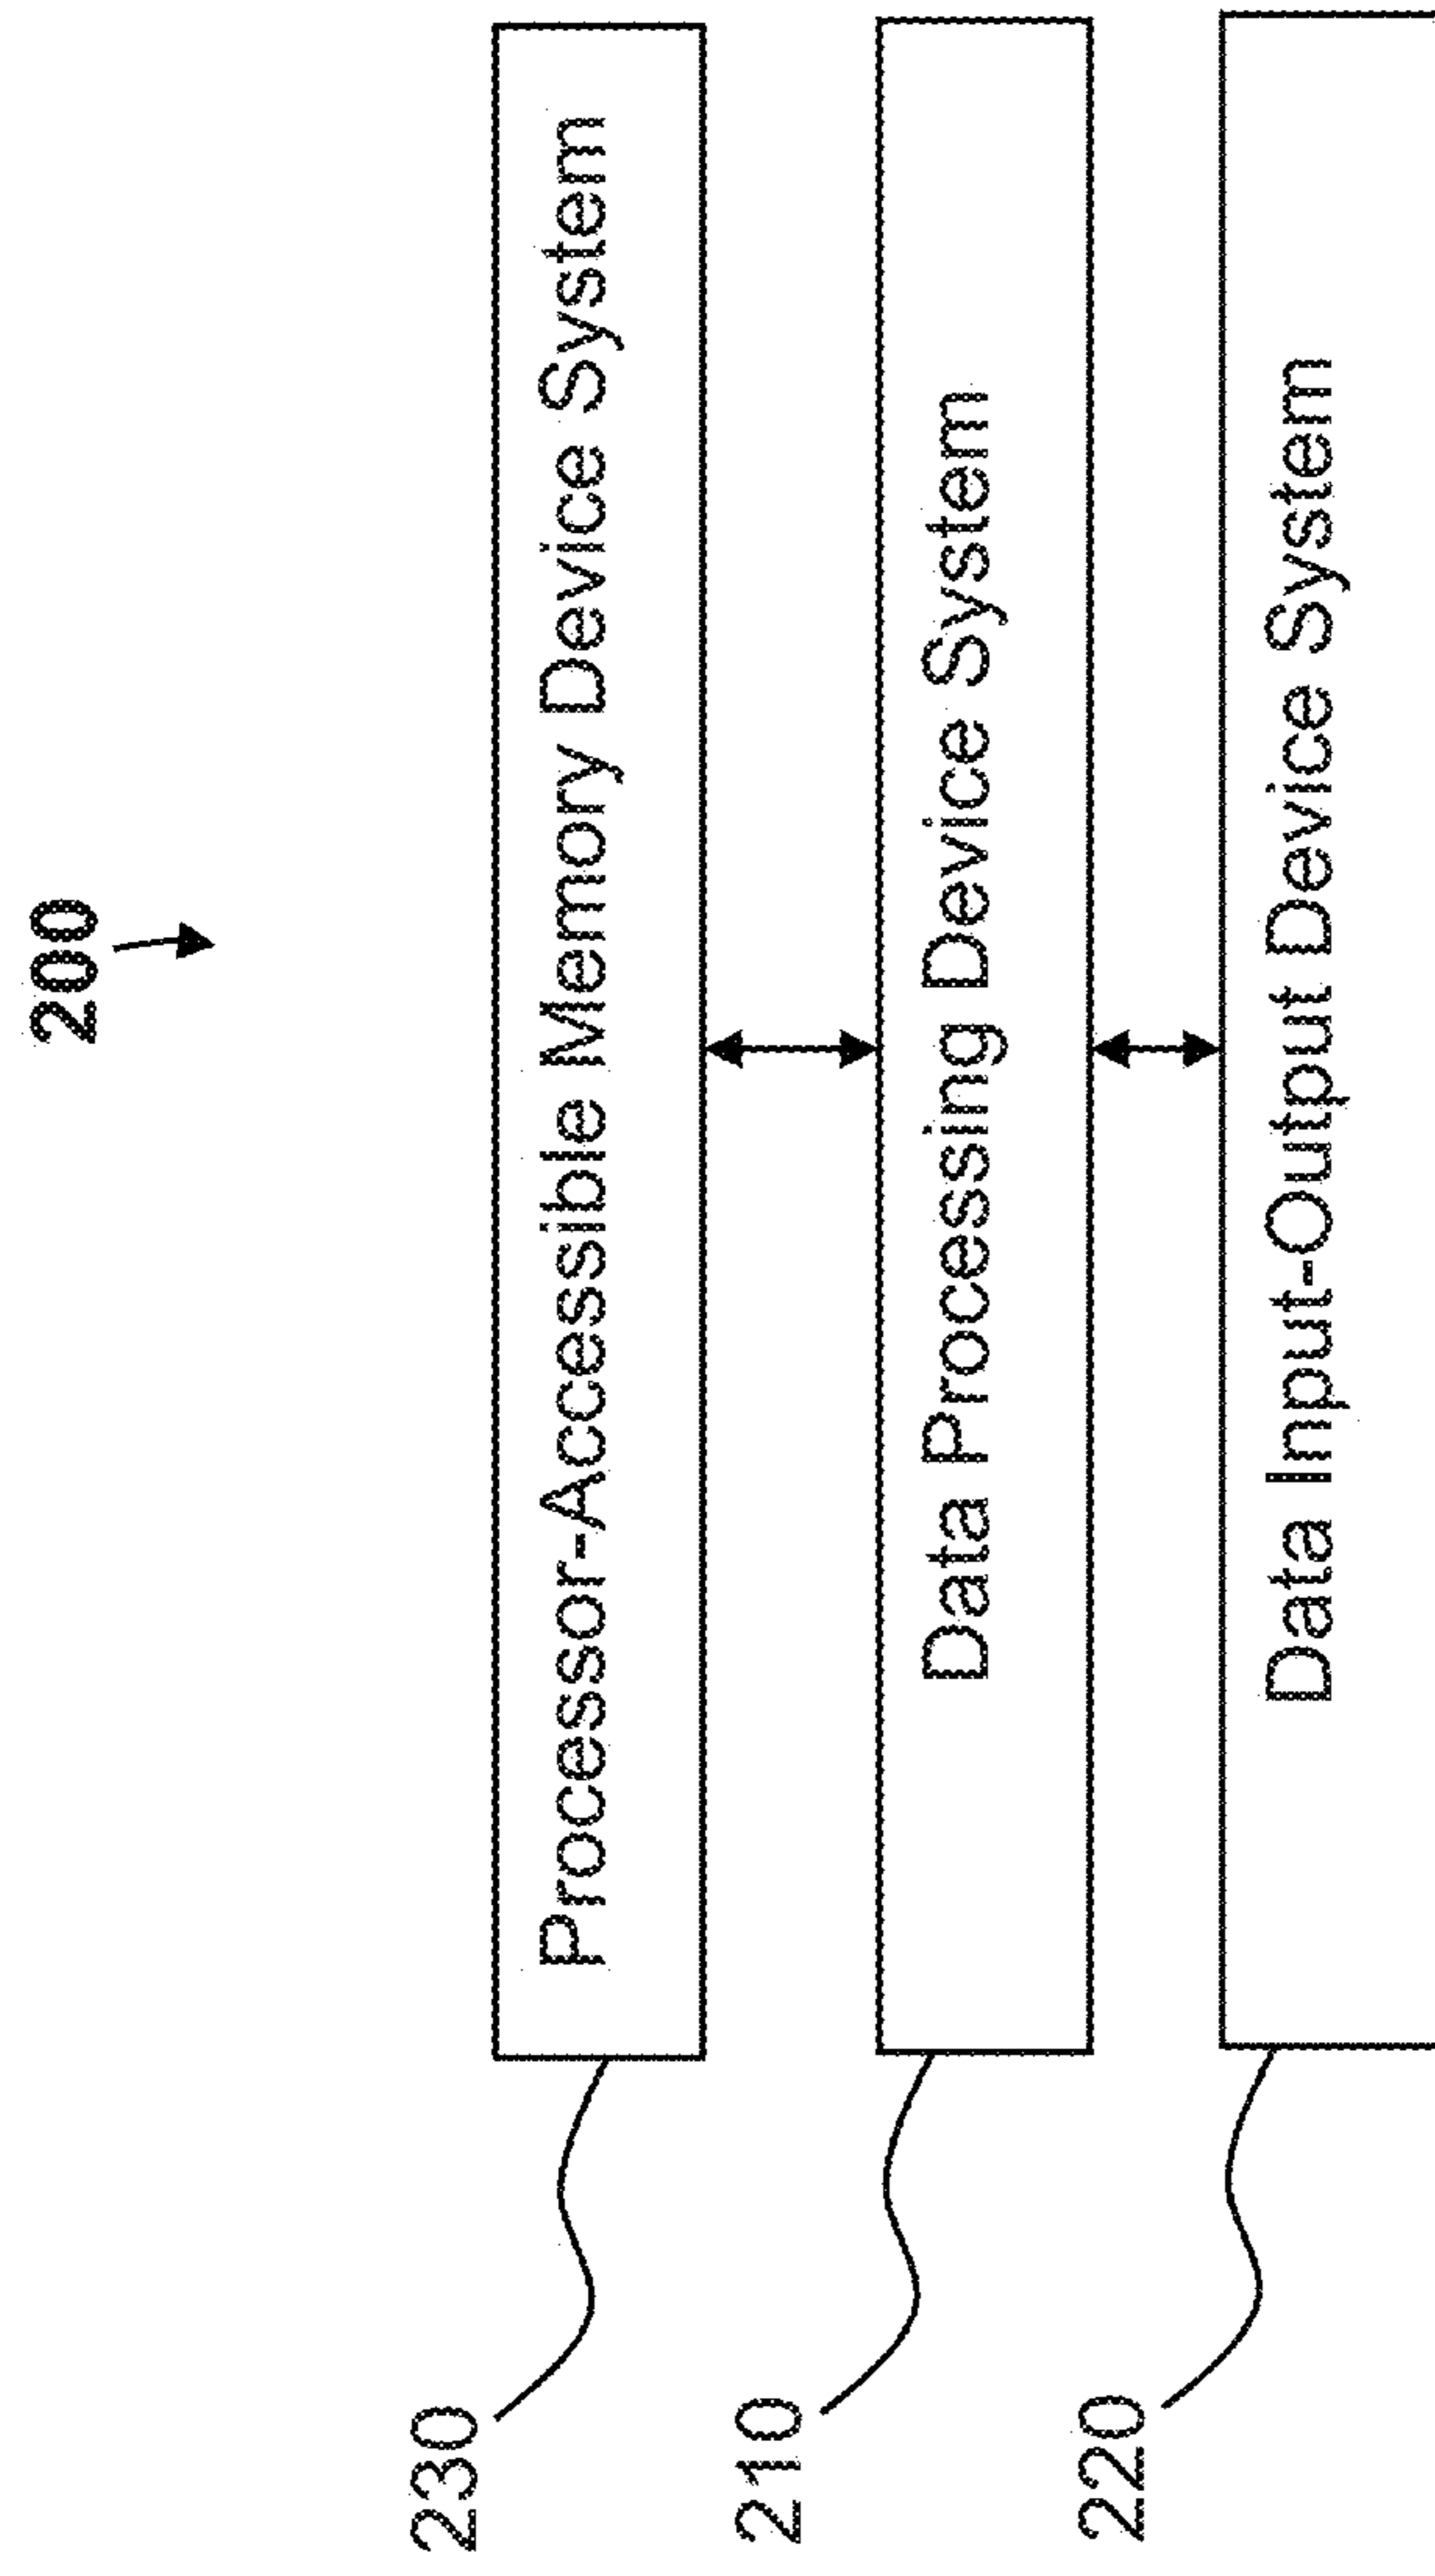 200
230
Processor-Accessible Memory Device System
210
Data Processing Device System
220
Data Input-Output Device System